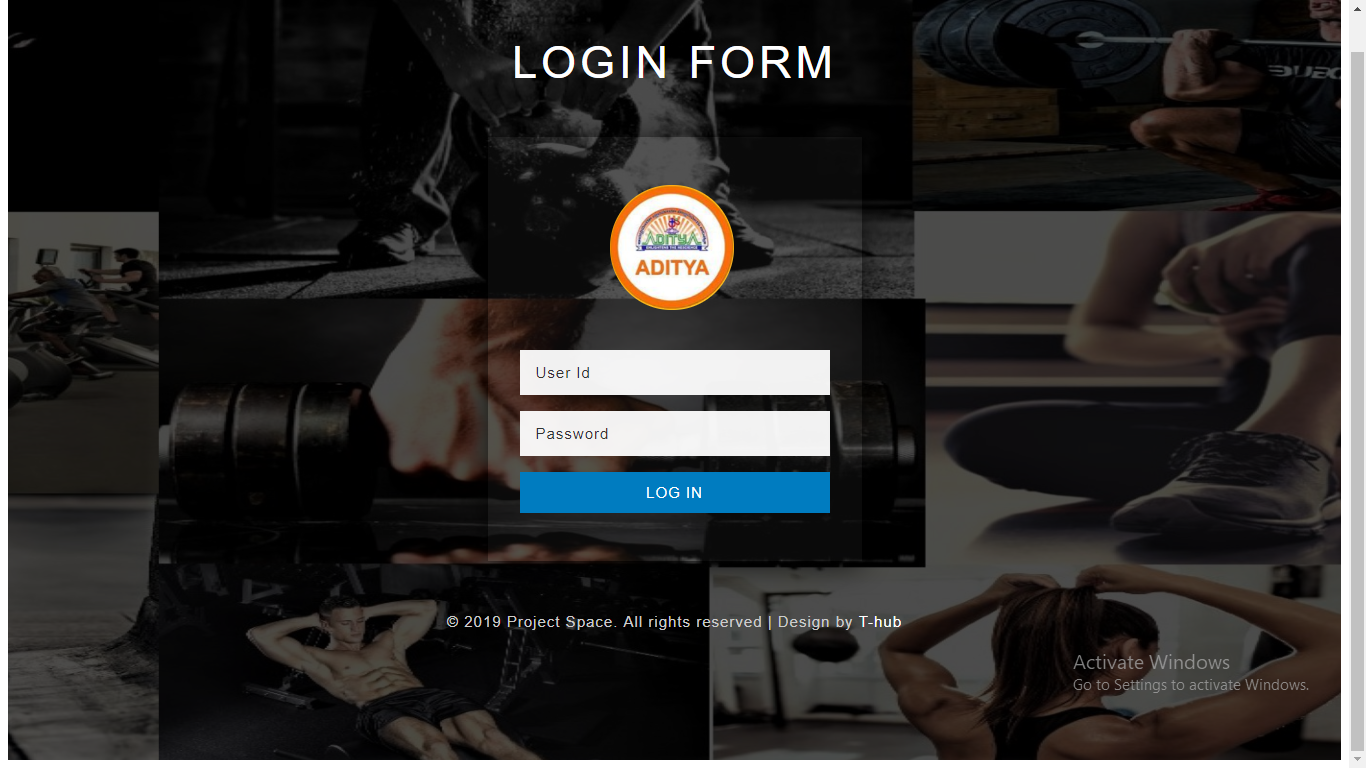 LOGIN FORM
ADITYA
ENLIGHTENS THE NESCIENCE
ADITYA
User Id
Password
LOG IN
© 2019 Project Space. All rights reserved | Design by T-hub
Activate Windows
Go to Settings to activate Windows.